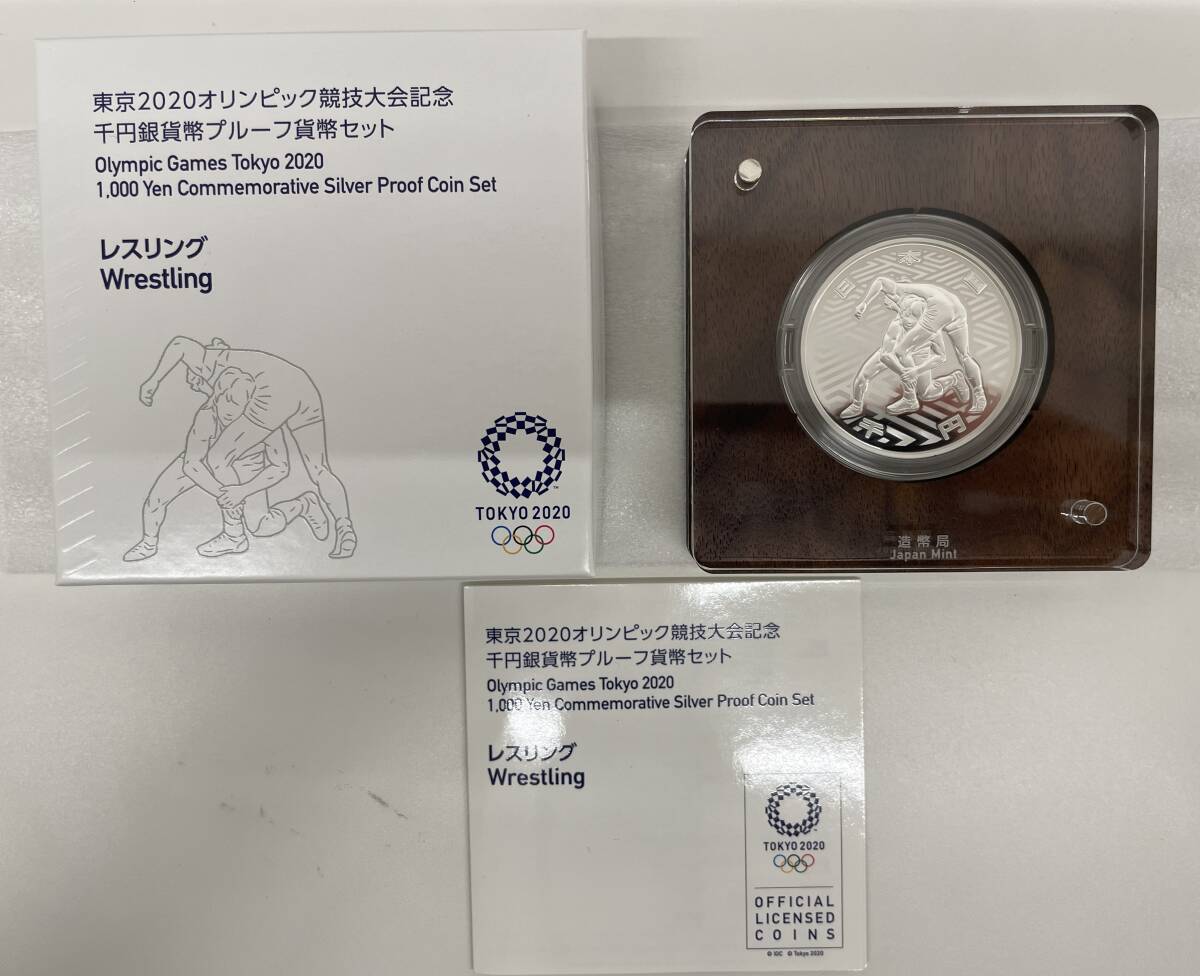 東京2020オリンピック競技大会記念
千円銀貨幣プルーフ貨幣セット
Olympic Games Tokyo 2020
1,000 Yen Commemorative Silver Proof Coin Set
レスリング
Wrestling
TOKYO 2020
日本国
千円
造幣局
Japan Mint
東京2020オリンピック競技大会記念
千円銀貨幣プルーフ貨幣セット
Olympic Games Tokyo 2020
1,000 Yen Commemorative Silver Proof Coin Set
レスリング
Wrestling
TOKYO 2020
OFFICIAL
LICENSED
COINS
© IOC © Tokyo 2020